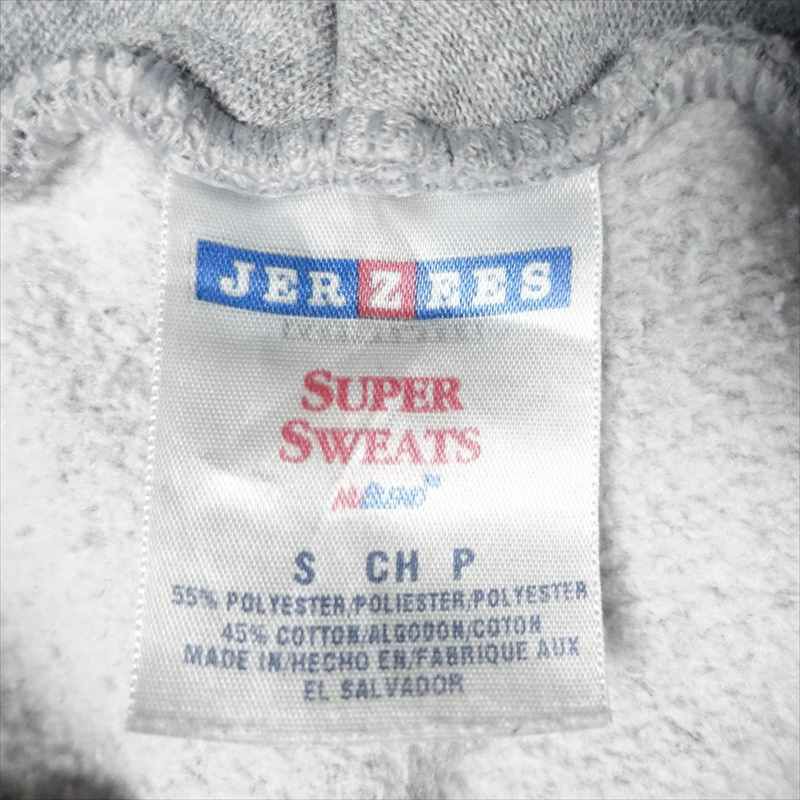 JERZEES
SUPER
SWEATS
NUBLEND™
S CH P
55% POLYESTER/POLIESTER/POLYESTER
45% COTTON/ALGODON/COTON
MADE IN/HECHO EN/FABRIQUE AUX
EL SALVADOR